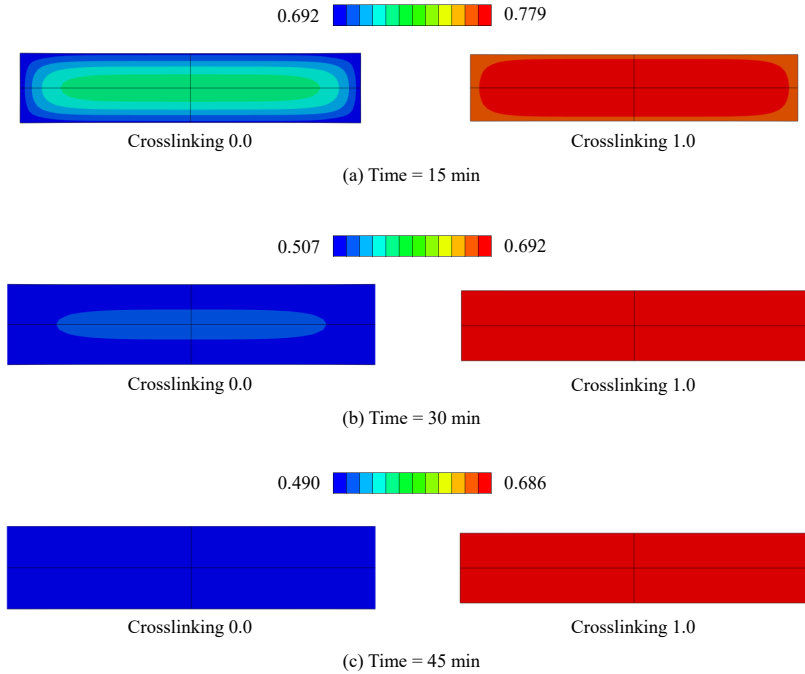 0.692 0.779
Crosslinking 0.0 Crosslinking 1.0
(a) Time = 15 min
0.507 0.692
Crosslinking 0.0 Crosslinking 1.0
(b) Time = 30 min
0.490 0.686
Crosslinking 0.0 Crosslinking 1.0
(c) Time = 45 min